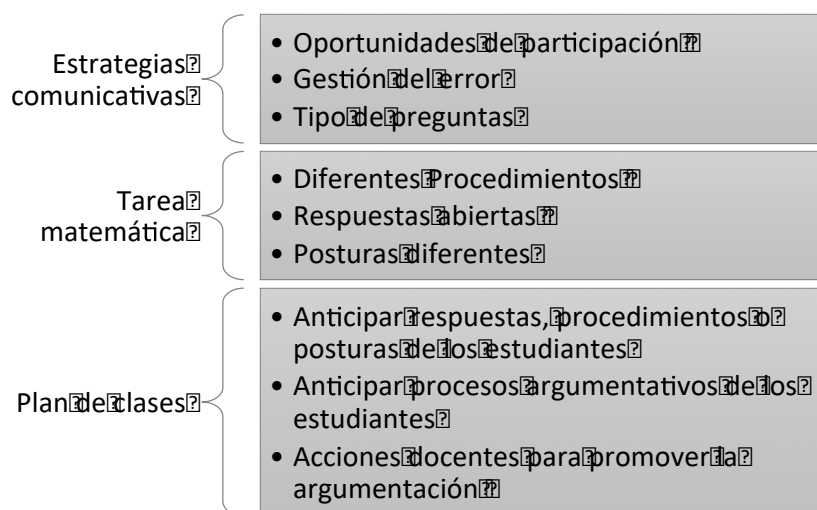 Estrategias
comunicativas
• Oportunidades de participación
• Gestión del error
• Tipo de preguntas
Tarea
matemática
• Diferentes Procedimientos
• Respuestas abiertas
• Posturas diferentes
Plan de clases
• Anticipar respuestas, procedimientos o
posturas de los estudiantes
• Anticipar procesos argumentativos de los
estudiantes
• Acciones docentes para promover la
argumentación